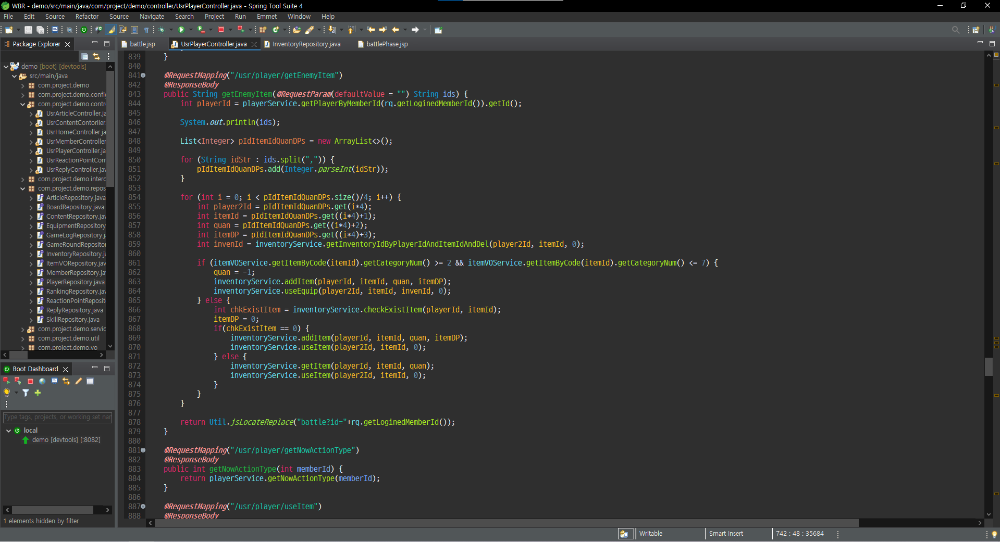 WBR - demo/src/main/java/com/project/demo/controller/UsrPlayerController.java - Spring Tool Suite 4
File Edit Source Refactor Source Navigate Search Project Run Emmet Window Help
Package Explorer
battle.jsp UsrPlayerController.java InventoryRepository.java battlePhase.jsp
demo [boot] [devtools]
src/main/java
com.project.demo
com.project.demo.confi
com.project.demo.contr
UsrArticleController.ja
UsrContentContorller
UsrHomeController.ja
UsrMemberController
UsrPlayerController.ja
UsrReactionPointCon
UsrReplyController.jav
com.project.demo.interc
com.project.demo.repos
ArticleRepository.java
BoardRepository.java
ContentRepository.jav
EquipmentRepository
GameLogRepository.j
GameRoundRepositor
InventoryRepository.ja
ItemVORepository.jav
MemberRepository.jav
PlayerRepository.java
RankingRepository.jav
ReactionPointReposit
ReplyRepository.java
SkillRepository.java
com.project.demo.servic
com.project.demo.util
com.project.demo.vo
Boot Dashboard
Type tags, projects, or working set nar
local
demo [devtools] [:8082]
1 elements hidden by filter
839 }
840
841 @RequestMapping("/usr/player/getEnemyItem")
842 @ResponseBody
843 public String getEnemyItem(@RequestParam(defaultValue = "") String ids) {
844 int playerId = playerService.getPlayerByMemberId(rq.getLoginedMemberId()).getId();
845
846 System.out.println(ids);
847
848 List<Integer> pIdItemIdQuanDPs = new ArrayList<>();
849
850 for (String idStr : ids.split(",")) {
851 pIdItemIdQuanDPs.add(Integer.parseInt(idStr));
852 }
853
854 for (int i = 0; i < pIdItemIdQuanDPs.size()/4; i++) {
855 int player2Id = pIdItemIdQuanDPs.get(i*4);
856 int itemId = pIdItemIdQuanDPs.get((i*4)+1);
857 int quan = pIdItemIdQuanDPs.get((i*4)+2);
858 int itemDP = pIdItemIdQuanDPs.get((i*4)+3);
859 int invenId = inventoryService.getInventoryIdByPlayerIdAndItemIdAndDel(player2Id, itemId, 0);
860
861 if (itemVOService.getItemByCode(itemId).getCategoryNum() >= 2 && itemVOService.getItemByCode(itemId).getCategoryNum() <= 7) {
862 quan = -1;
863 inventoryService.addItem(playerId, itemId, quan, itemDP);
864 inventoryService.useEquip(player2Id, itemId, invenId, 0);
865 } else {
866 int chkExistItem = inventoryService.checkExistItem(playerId, itemId);
867 itemDP = 0;
868 if(chkExistItem == 0) {
869 inventoryService.addItem(playerId, itemId, quan, itemDP);
870 inventoryService.useItem(player2Id, itemId, 0);
871 } else {
872 inventoryService.getItem(playerId, itemId, quan);
873 inventoryService.useItem(player2Id, itemId, 0);
874 }
875 }
876 }
877
878 return Util.jsLocateReplace("battle?id="+rq.getLoginedMemberId());
879 }
880
881 @RequestMapping("/usr/player/getNowActionType")
882 @ResponseBody
883 public int getNowActionType(int memberId) {
884 return playerService.getNowActionType(memberId);
885 }
886
887 @RequestMapping("/usr/player/useItem")
888 @ResponseBody
Writable Smart Insert 742 : 48 : 35684